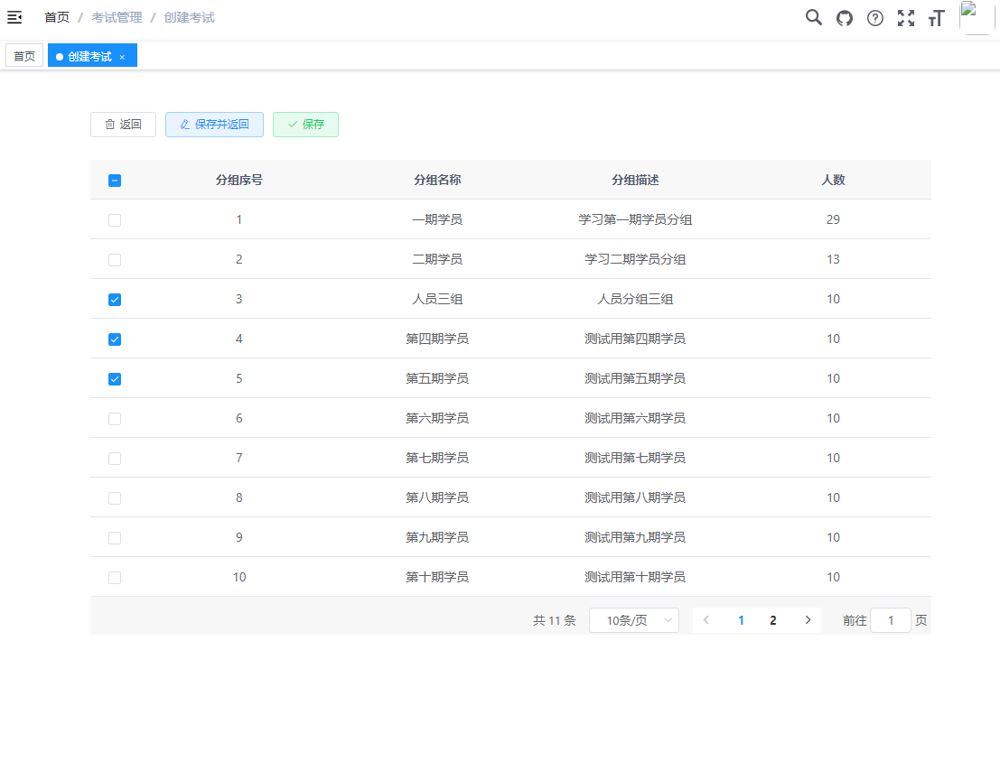 首页 / 考试管理 / 创建考试
首页 创建考试 ×
返回 保存并返回 保存
分组序号 分组名称 分组描述 人数
1 一期学员 学习第一期学员分组 29
2 二期学员 学习二期学员分组 13
3 人员三组 人员分组三组 10
4 第四期学员 测试用第四期学员 10
5 第五期学员 测试用第五期学员 10
6 第六期学员 测试用第六期学员 10
7 第七期学员 测试用第七期学员 10
8 第八期学员 测试用第八期学员 10
9 第九期学员 测试用第九期学员 10
10 第十期学员 测试用第十期学员 10
共 11 条 10条/页 1 2 前往 1 页